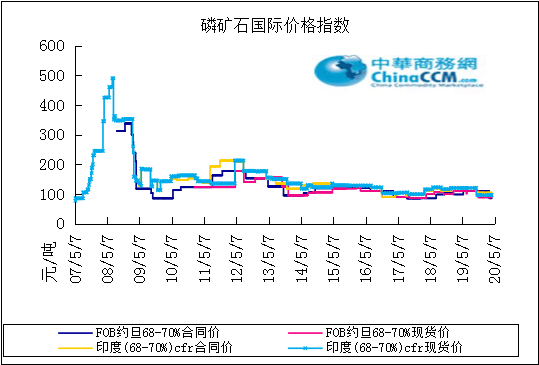 磷矿石国际价格指数
中華商務網
ChinaCCM.com
China Commodity Marketplace
600
500
400
300
200
100
0
元/吨
07/5/7
08/5/7
09/5/7
10/5/7
11/5/7
12/5/7
13/5/7
14/5/7
15/5/7
16/5/7
17/5/7
18/5/7
19/5/7
20/5/7
FOB约旦68-70%合同价
FOB约旦68-70%现货价
印度(68-70%)cfr合同价
印度(68-70%)cfr现货价